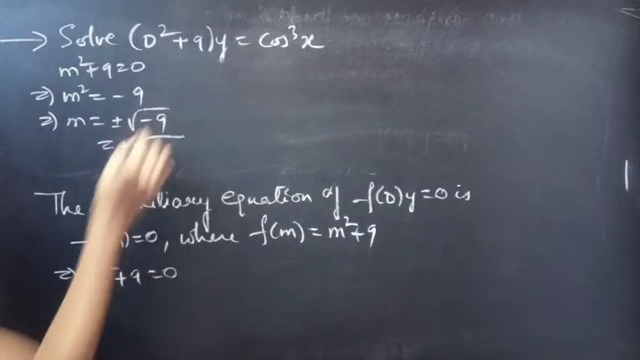 → Solve (D²+9)y = cos³x
m²+9=0
⇒ m² = -9
⇒ m = ±√-9
=
The equation of f(D)y=0 is
=0, where f(m) = m²+9
⇒ +9=0